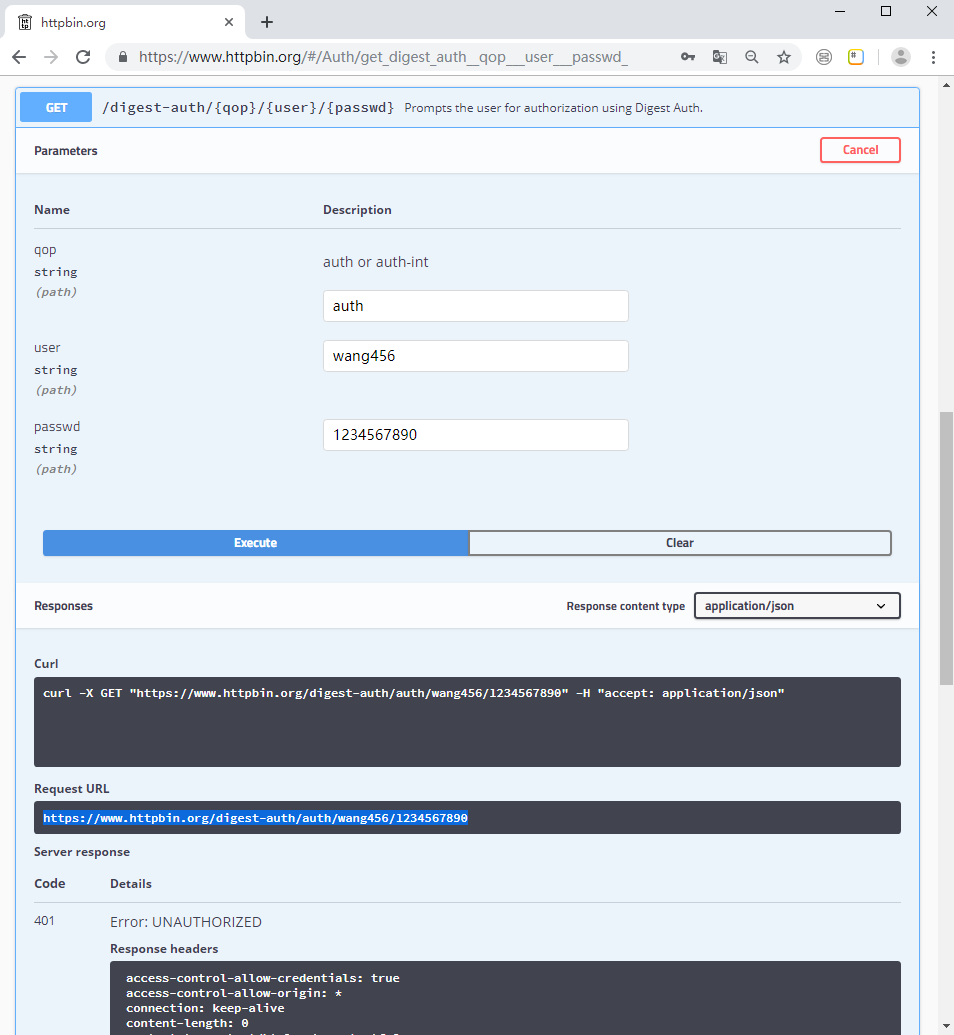 httpbin.org
https://www.httpbin.org/#/Auth/get_digest_auth__qop___user___passwd_
GET /digest-auth/{qop}/{user}/{passwd} Prompts the user for authorization using Digest Auth.
Parameters Cancel
Name Description
qop
string
(path)
auth or auth-int
auth
user
string
(path)
wang456
passwd
string
(path)
1234567890
Execute Clear
Responses Response content type application/json
Curl
curl -X GET "https://www.httpbin.org/digest-auth/auth/wang456/1234567890" -H "accept: application/json"
Request URL
https://www.httpbin.org/digest-auth/auth/wang456/1234567890
Server response
Code Details
401 Error: UNAUTHORIZED
Response headers
access-control-allow-credentials: true
access-control-allow-origin: *
connection: keep-alive
content-length: 0